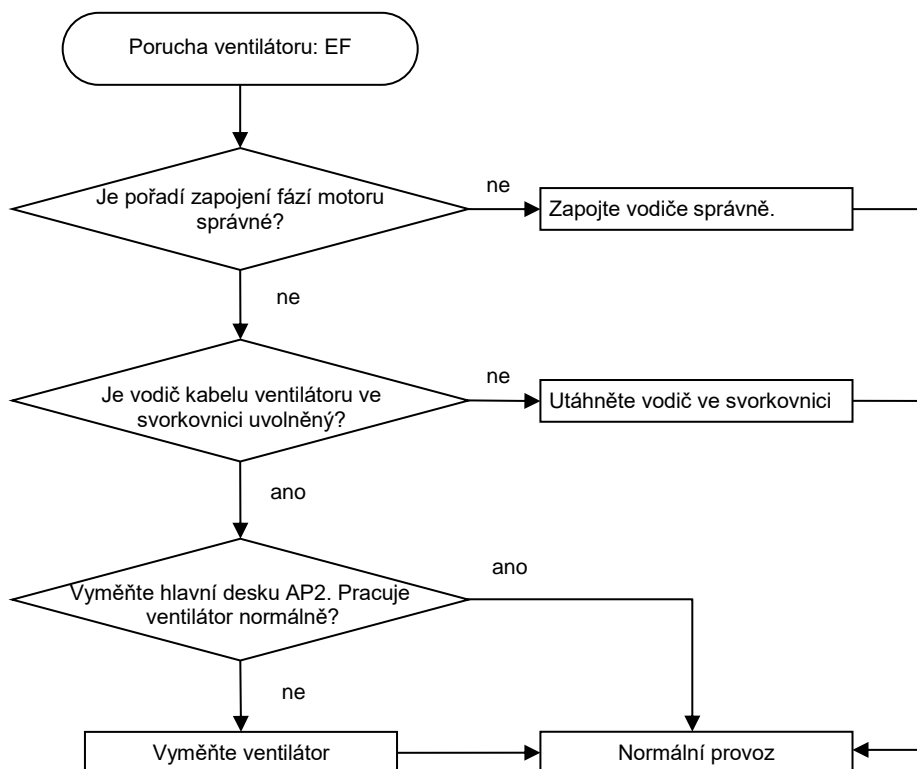 Porucha ventilátoru: EF
Je pořadí zapojení fází motoru
správné?
ne
Zapojte vodiče správně.
ne
Je vodič kabelu ventilátoru ve
svorkovnici uvolněný?
ne
Utáhněte vodič ve svorkovnici
ano
Vyměňte hlavní desku AP2. Pracuje
ventilátor normálně?
ano
ne
Vyměňte ventilátor
Normální provoz